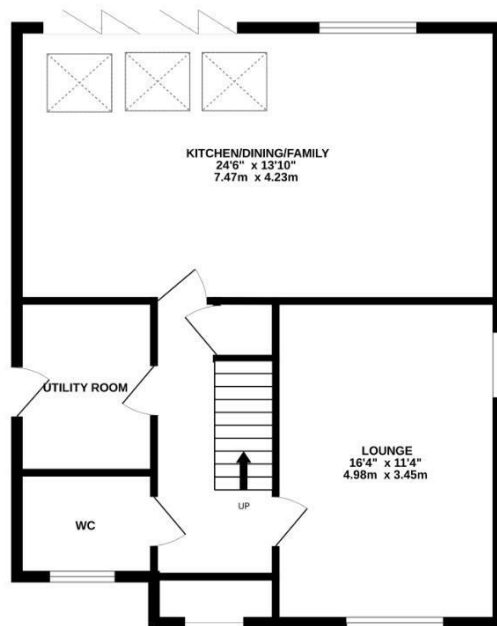 KITCHEN/DINING/FAMILY
24'6" x 13'10"
7.47m x 4.23m
UTILITY ROOM
LOUNGE
16'4" x 11'4"
4.98m x 3.45m
UP
WC